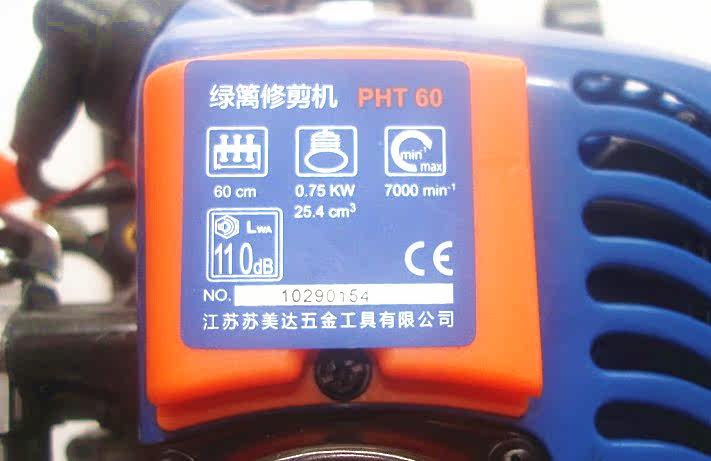 绿篱修剪机 PHT 60
min-¹
max
60 cm 0.75 KW 7000 min-¹
25.4 cm³
LWA
110dB
CE
NO. 10290154
江苏苏美达五金工具有限公司